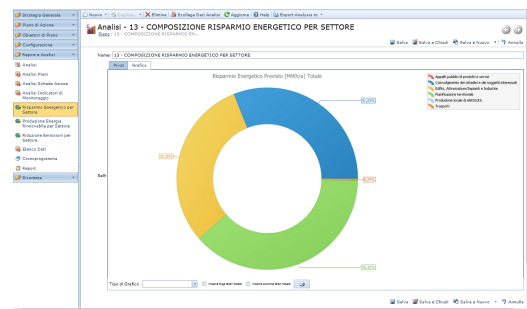 Strategia Generale
Piano di Azione
Obiettivi di Piano
Configurazione
Report e Analisi
Analisi
Analisi Piani
Analisi Schede Azione
Analisi Indicatori di
Monitoraggio
Risparmio Energetico per
Settore
Produzione Energia
Rinnovabile per Settore
Riduzione Emissioni per
Settore
Elenco Dati
Cronoprogramma
Report
Sicurezza
Nuovo
Elimina
Scollega Dati Analisi
Aggiorna
Help
Export Analysis to
Analisi - 13 - COMPOSIZIONE RISPARMIO ENERGETICO PER SETTORE
Piano / 13 - COMPOSIZIONE RISPARMIO EN...
Salva
Salva e Chiudi
Salva e Nuovo
Annulla
Name: 13 - COMPOSIZIONE RISPARMIO ENERGETICO PER SETTORE
Pivot
Grafico
Risparmio Energetico Previsto [MWh/a] Totale
Appalti pubblici di prodotti e servizi
Coinvolgimento dei cittadini e dei soggetti interessati
Edifici, Attrezzature/Impianti e Industrie
Pianificazione territoriale
Produzione locale di elettricità
Trasporti
Tipo di Grafico
Salva
Salva e Chiudi
Salva e Nuovo
Annulla